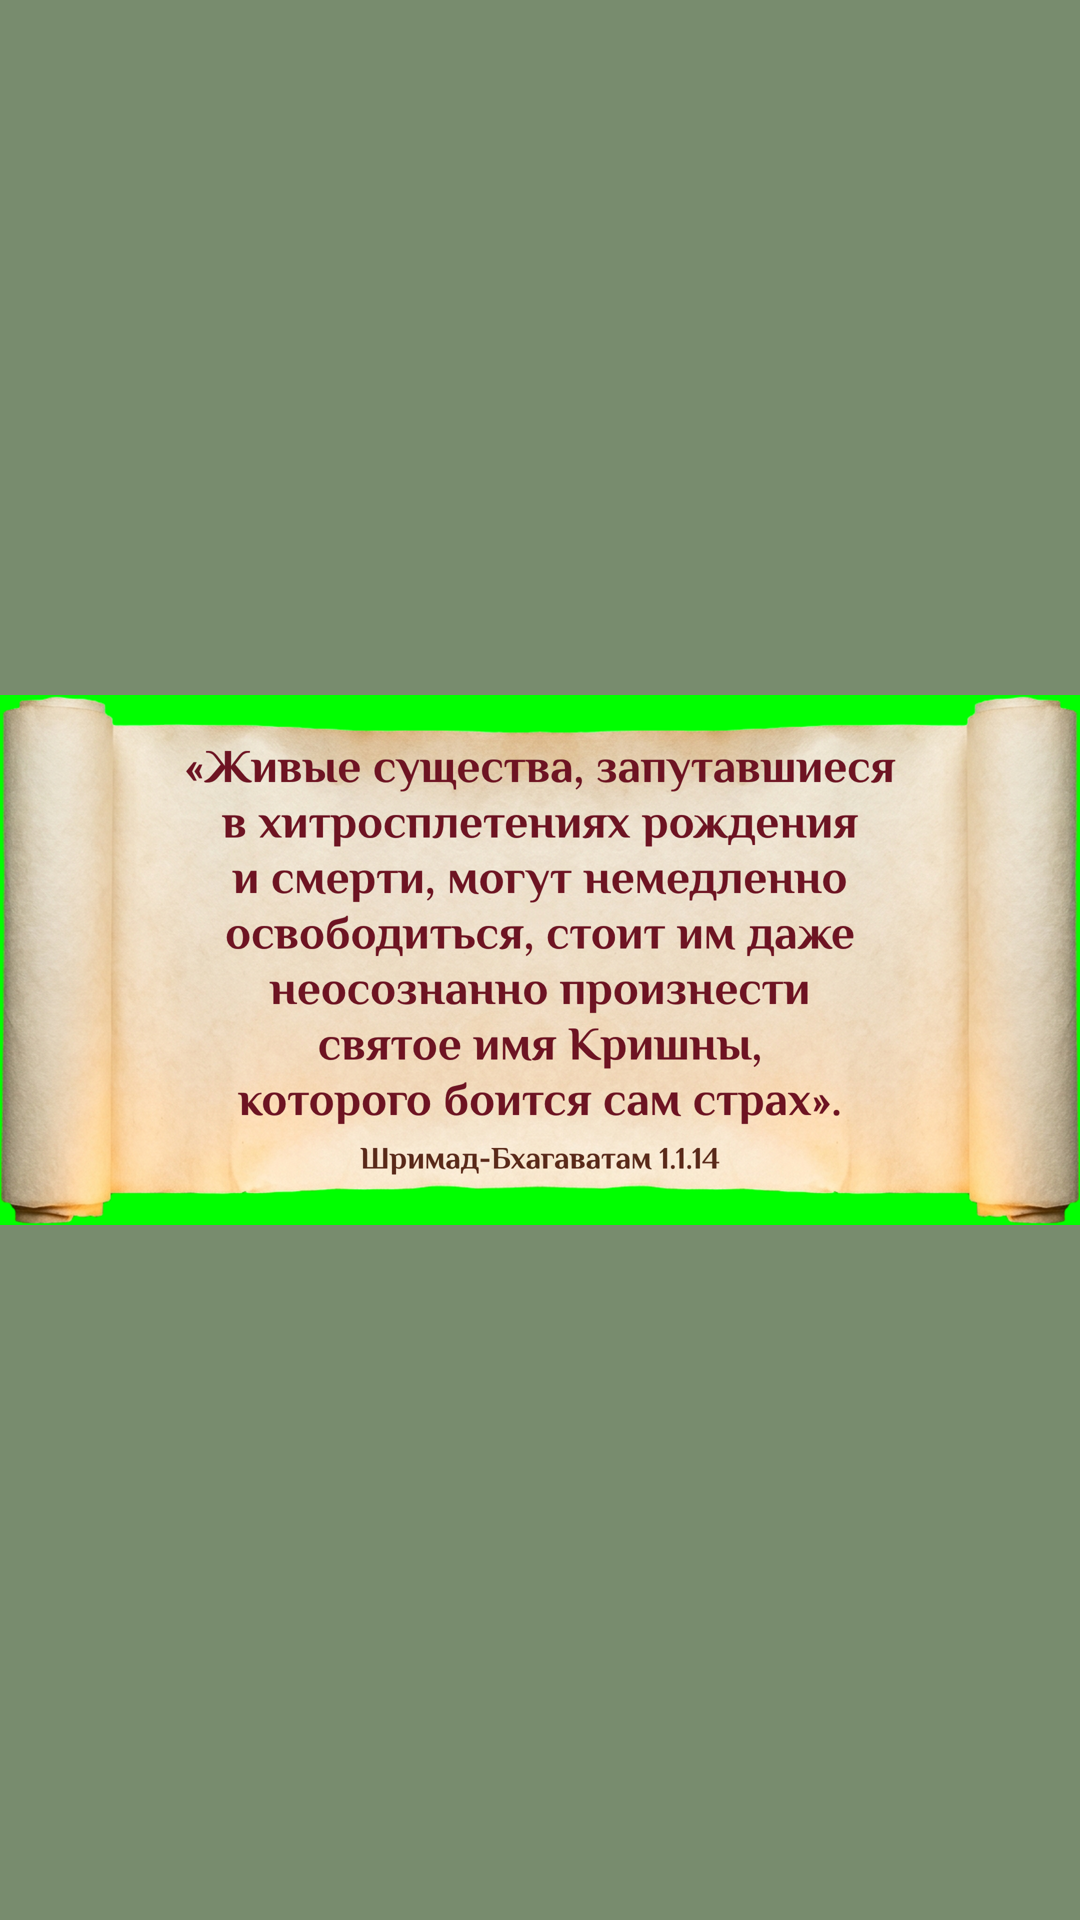 «Живые существа, запутавшиеся
в хитросплетениях рождения
и смерти, могут немедленно
освободиться, стоит им даже
неосознанно произнести
святое имя Кришны,
которого боится сам страх».
Шримад-Бхагаватам 1.1.14